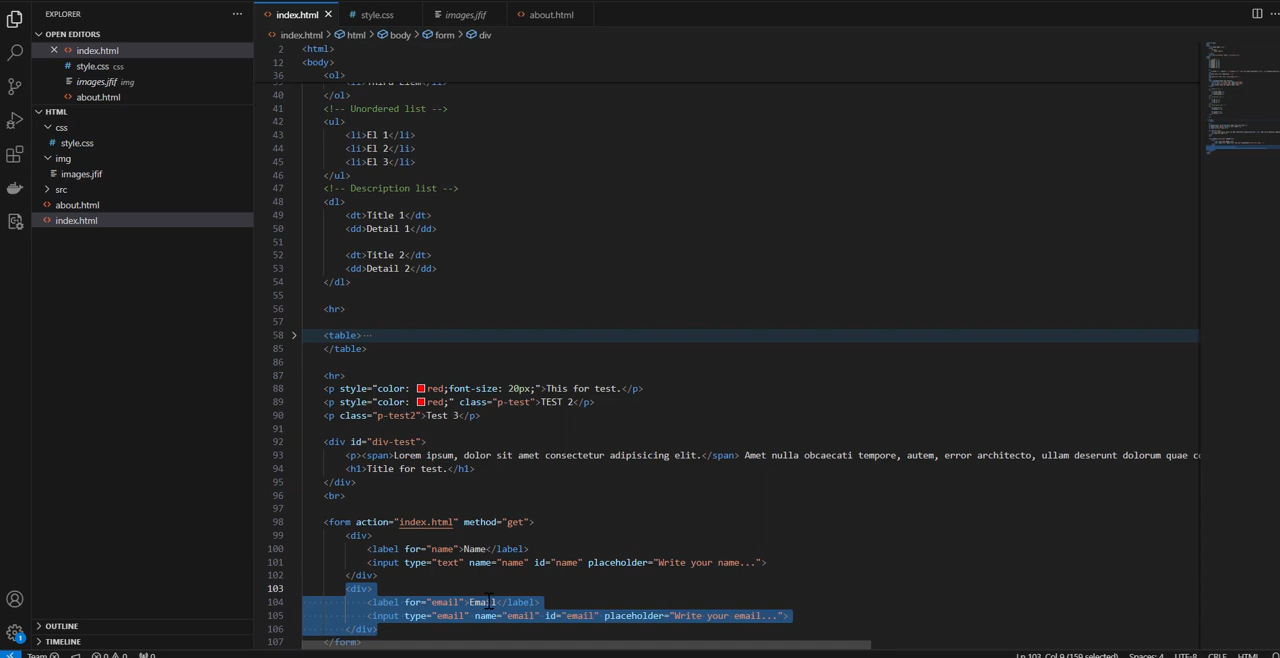 EXPLORER
OPEN EDITORS
index.html
style.css css
images.jfif img
about.html
HTML
css
style.css
img
images.jfif
src
about.html
index.html
OUTLINE
TIMELINE
index.html
style.css
images.jfif
about.html
index.html > html > body > form > div
2 <html>
12 <body>
36 <ol>
40 </ol>
41 <!-- Unordered list -->
42 <ul>
43 <li>El 1</li>
44 <li>El 2</li>
45 <li>El 3</li>
46 </ul>
47 <!-- Description list -->
48 <dl>
49 <dt>Title 1</dt>
50 <dd>Detail 1</dd>
51
52 <dt>Title 2</dt>
53 <dd>Detail 2</dd>
54 </dl>
55
56 <hr>
57
58 <table> ...
85 </table>
86
87 <hr>
88 <p style="color: red;font-size: 20px;">This for test.</p>
89 <p style="color: red;" class="p-test">TEST 2</p>
90 <p class="p-test2">Test 3</p>
91
92 <div id="div-test">
93 <p><span>Lorem ipsum, dolor sit amet consectetur adipisicing elit.</span> Amet nulla obcaecati tempore, autem, error architecto, ullam deserunt dolorum quae
94 <h1>Title for test.</h1>
95 </div>
96 <br>
97
98 <form action="index.html" method="get">
99 <div>
100 <label for="name">Name</label>
101 <input type="text" name="name" id="name" placeholder="Write your name...">
102 </div>
103 <div>
104 <label for="email">Email</label>
105 <input type="email" name="email" id="email" placeholder="Write your email...">
106 </div>
107 </form>
Team 0 0 0 Ln 103, Col 9 (159 selected) Spaces: 4 UTF-8 CRLF HTML